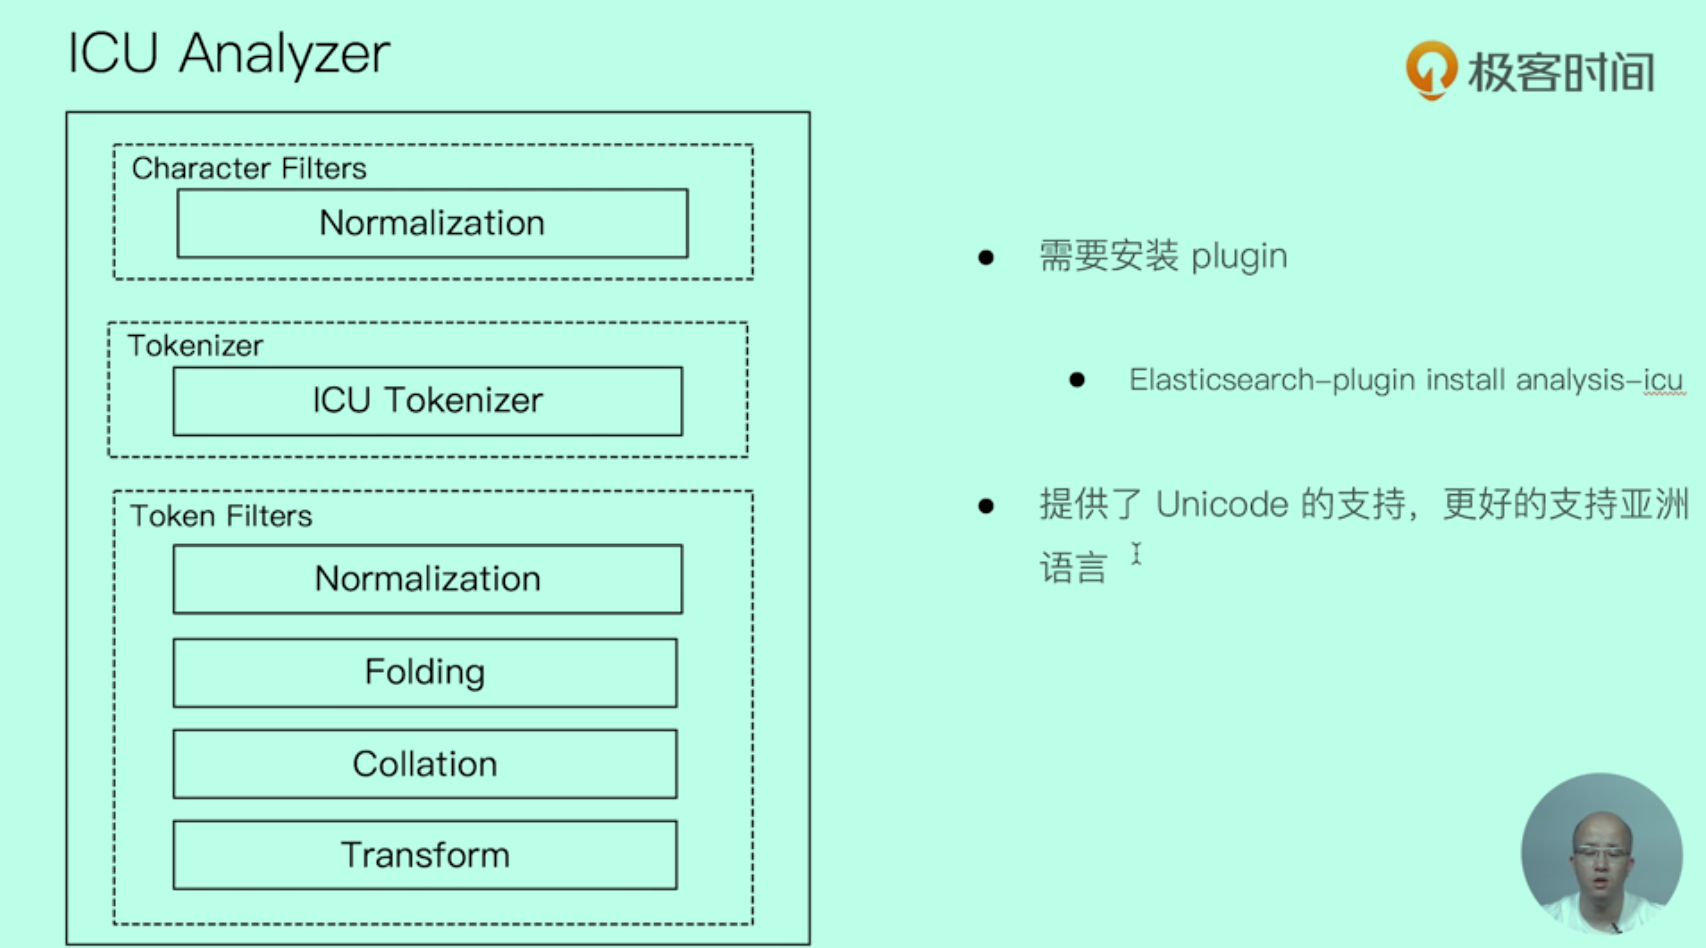 ICU Analyzer
极客时间
Character Filters
Normalization
Tokenizer
ICU Tokenizer
Token Filters
Normalization
Folding
Collation
Transform
需要安装 plugin
Elasticsearch–plugin install analysis–icu
提供了 Unicode 的支持，更好的支持亚洲
语言